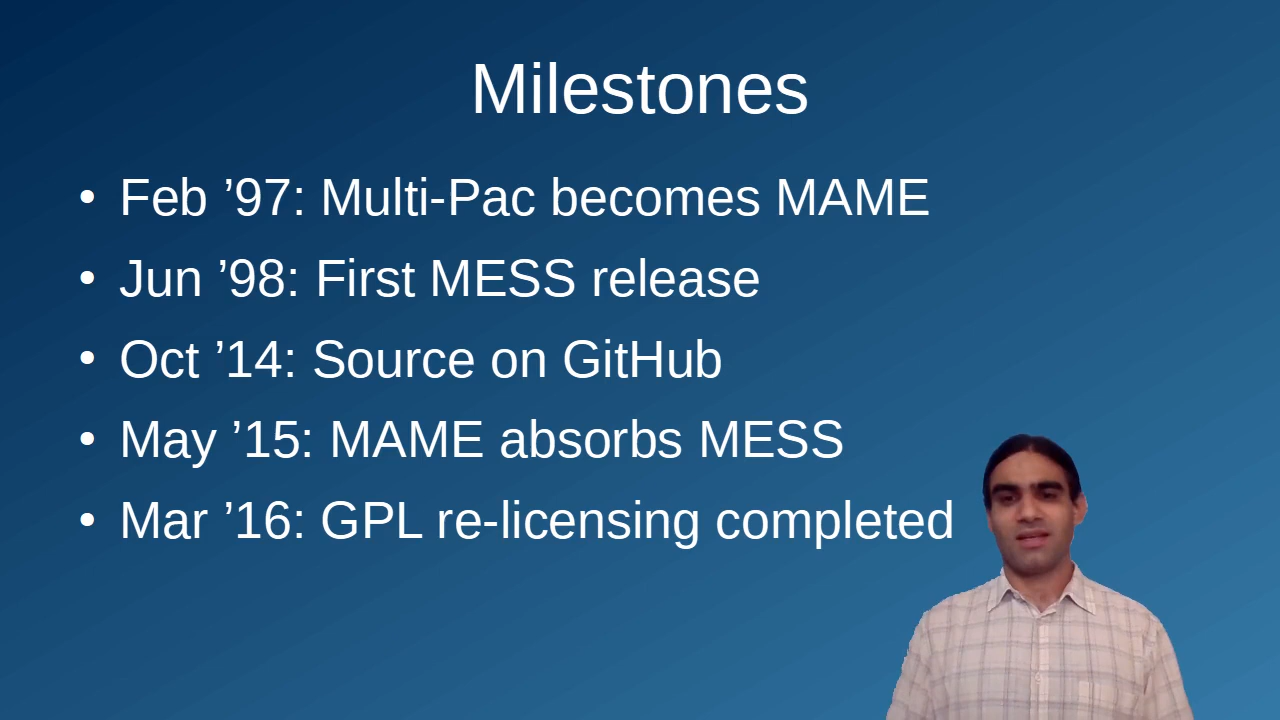 Milestones
• Feb ’97: Multi-Pac becomes MAME
• Jun ’98: First MESS release
• Oct ’14: Source on GitHub
• May ’15: MAME absorbs MESS
• Mar ’16: GPL re-licensing completed